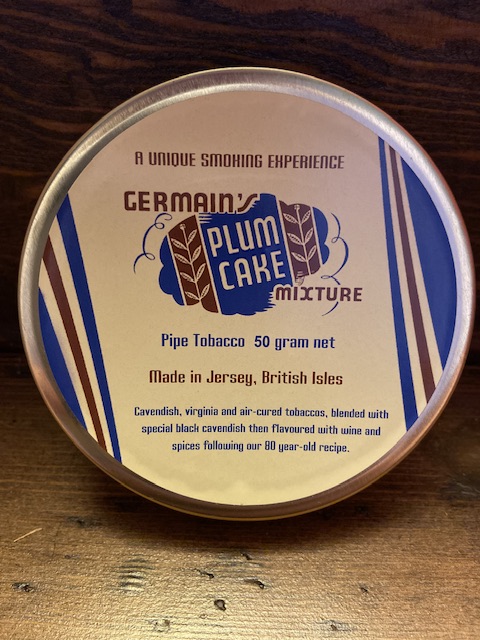 A UNIQUE SMOKING EXPERIENCE
GERMAIN'S
PLUM
CAKE
MIXTURE
Pipe Tobacco 50 gram net
Made in Jersey, British Isles
Cavendish, virginia and air-cured tobaccos, blended with
special black cavendish then flavoured with wine and
spices following our 80 year-old recipe.